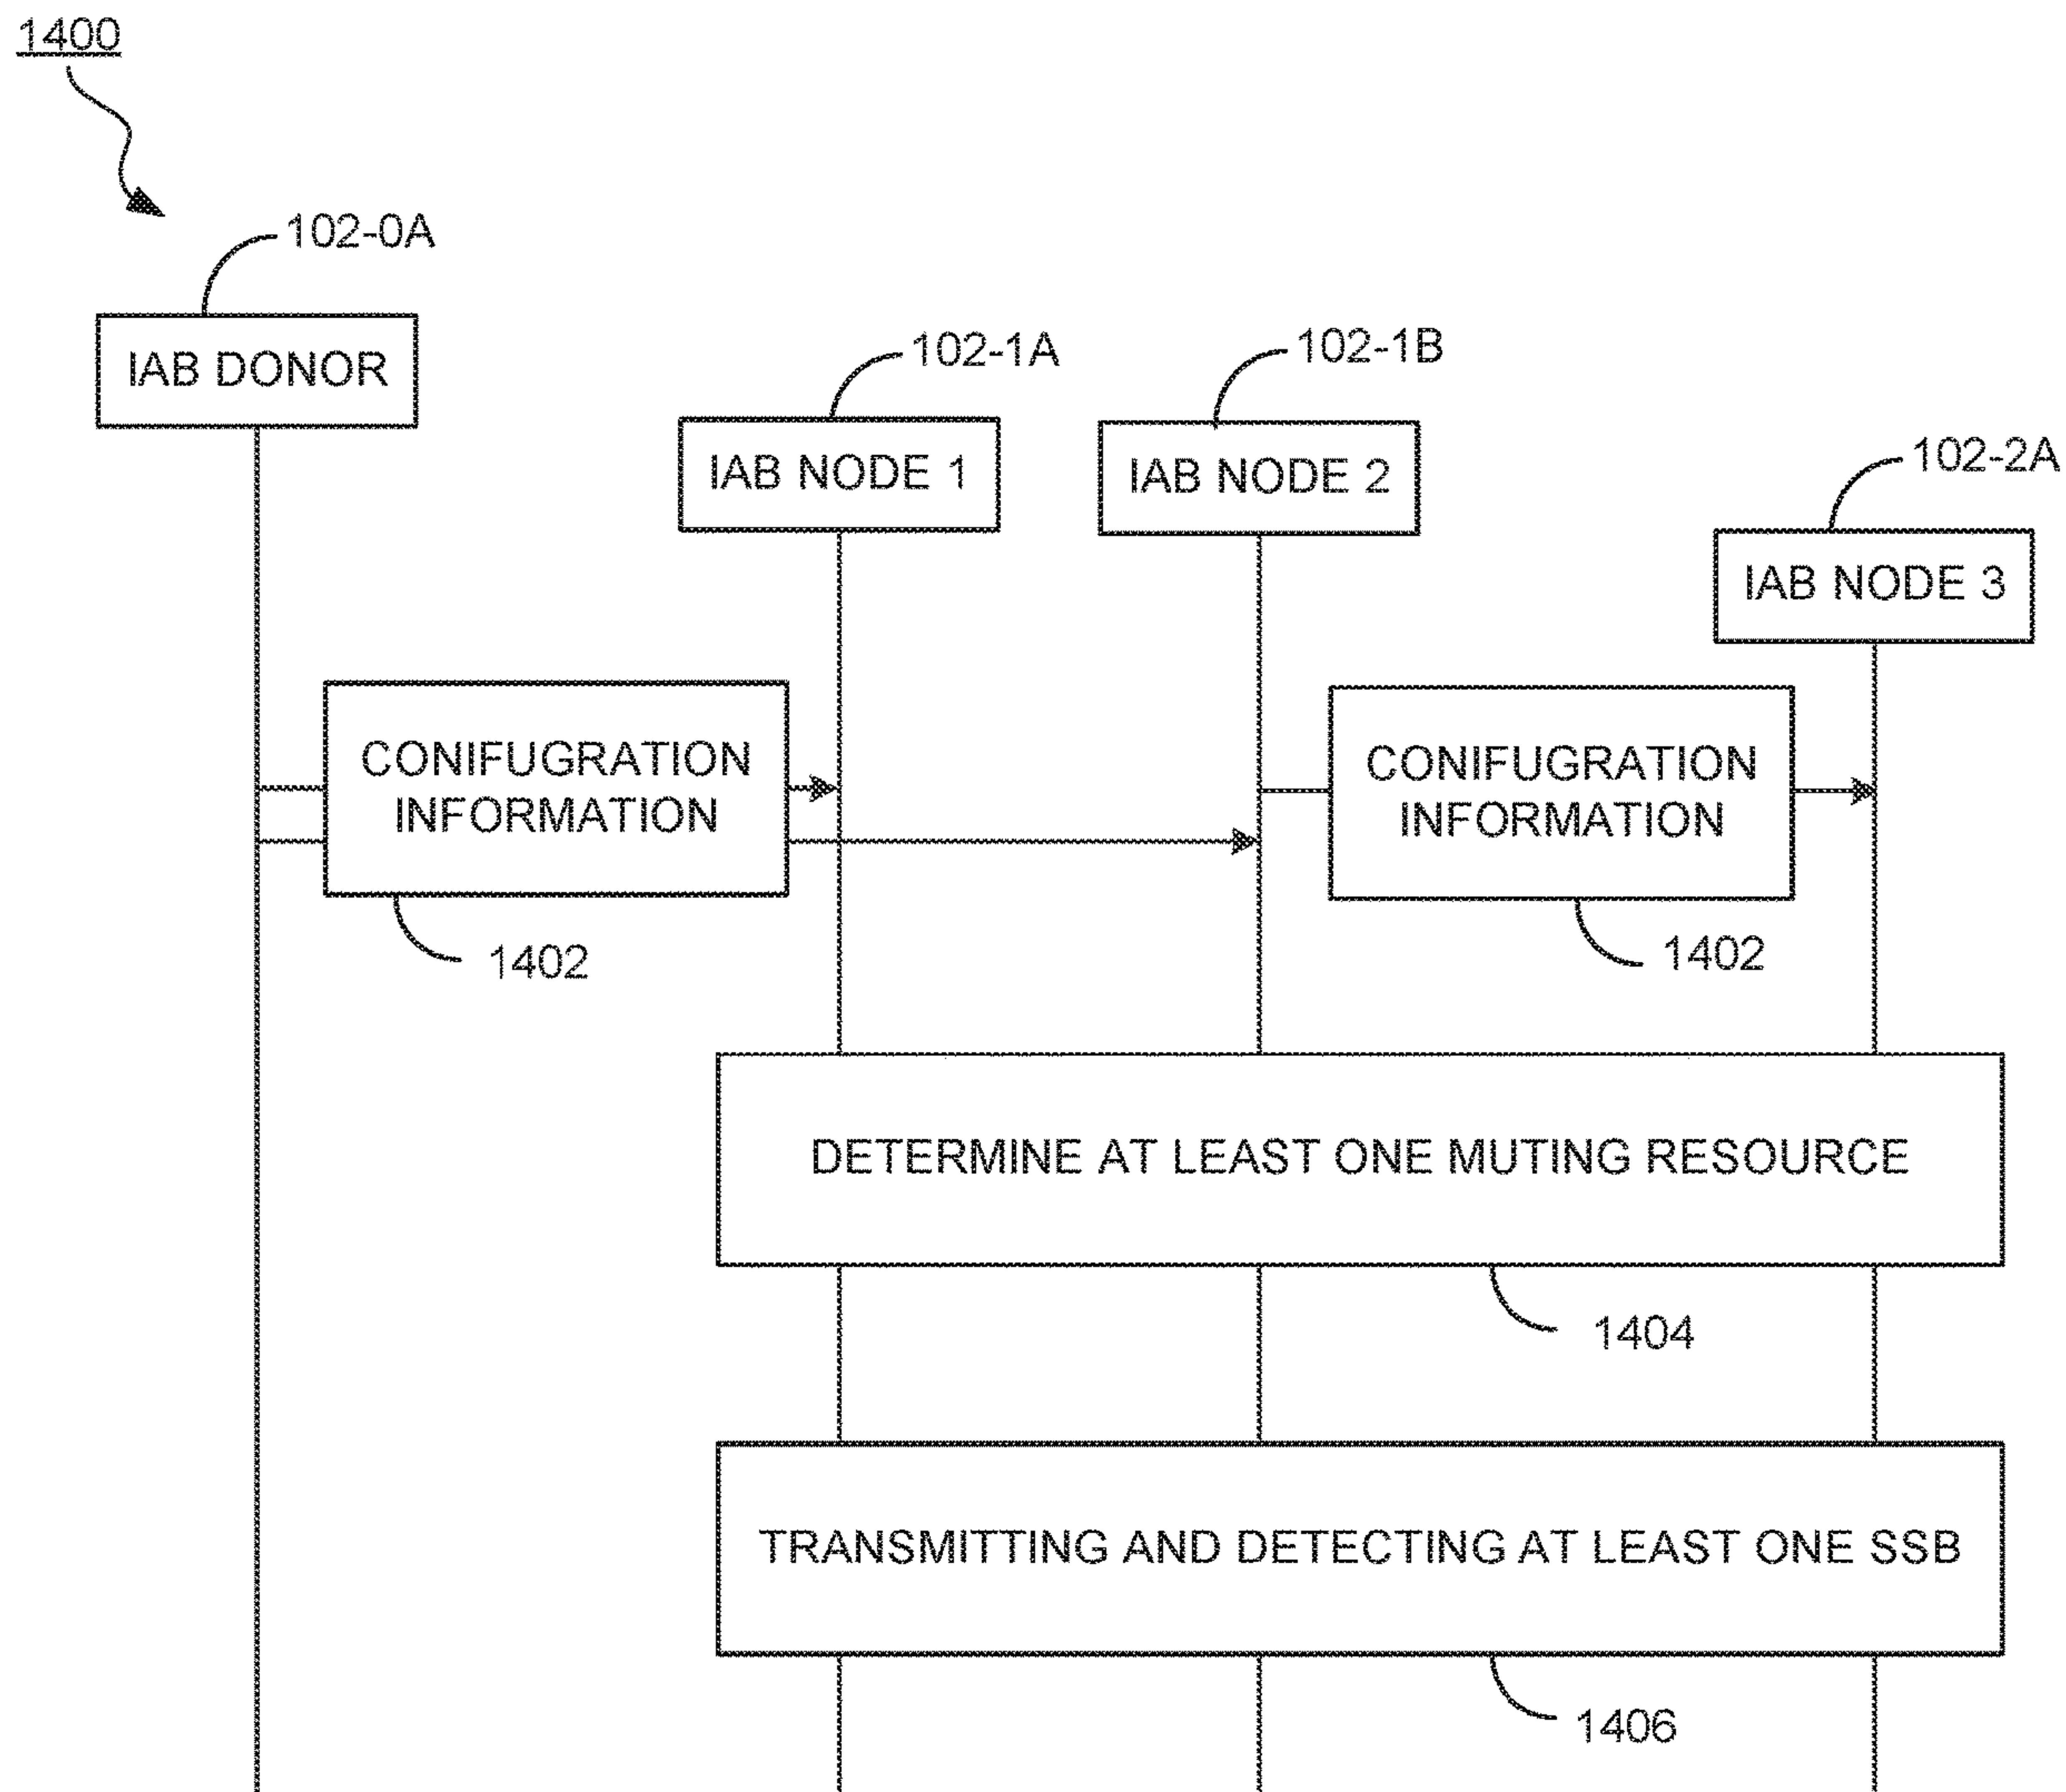 1400
102-0A
IAB DONOR
102-1A
102-1B
IAB NODE 1
IAB NODE 2
102-2A
IAB NODE 3
CONIFUGRATION
INFORMATION
1402
CONIFUGRATION
INFORMATION
1402
DETERMINE AT LEAST ONE MUTING RESOURCE
1404
TRANSMITTING AND DETECTING AT LEAST ONE SSB
1406